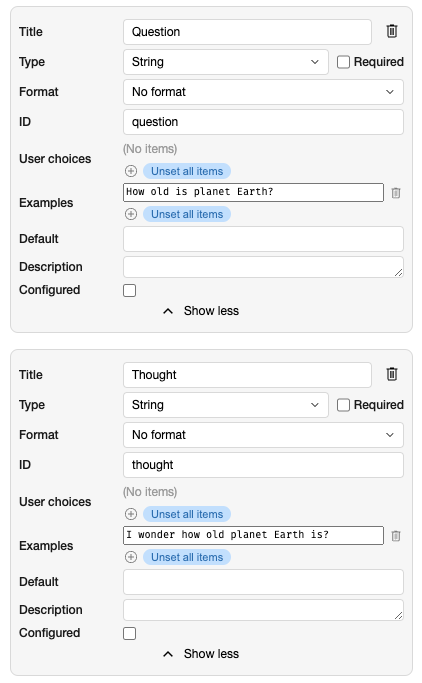 Title Question
Type String Required
Format No format
ID question
User choices (No items)
Unset all items
Examples How old is planet Earth?
Unset all items
Default
Description
Configured
Show less
Title Thought
Type String Required
Format No format
ID thought
User choices (No items)
Unset all items
Examples I wonder how old planet Earth is?
Unset all items
Default
Description
Configured
Show less